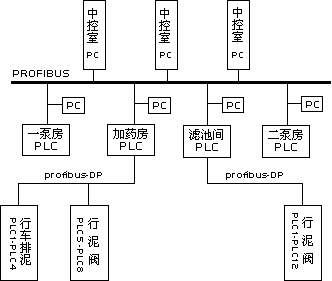 中控室 PC
中控室 PC
中控室 PC
PROFIBUS
PC
PC
PC
PC
一泵房
PLC
加药房
PLC
滤池间
PLC
二泵房
PLC
profibus-DP
profibus-DP
行车排泥
PLC1-PLC4
行泥阀
PLC5-PLC8
行泥阀
PLC1-PLC12